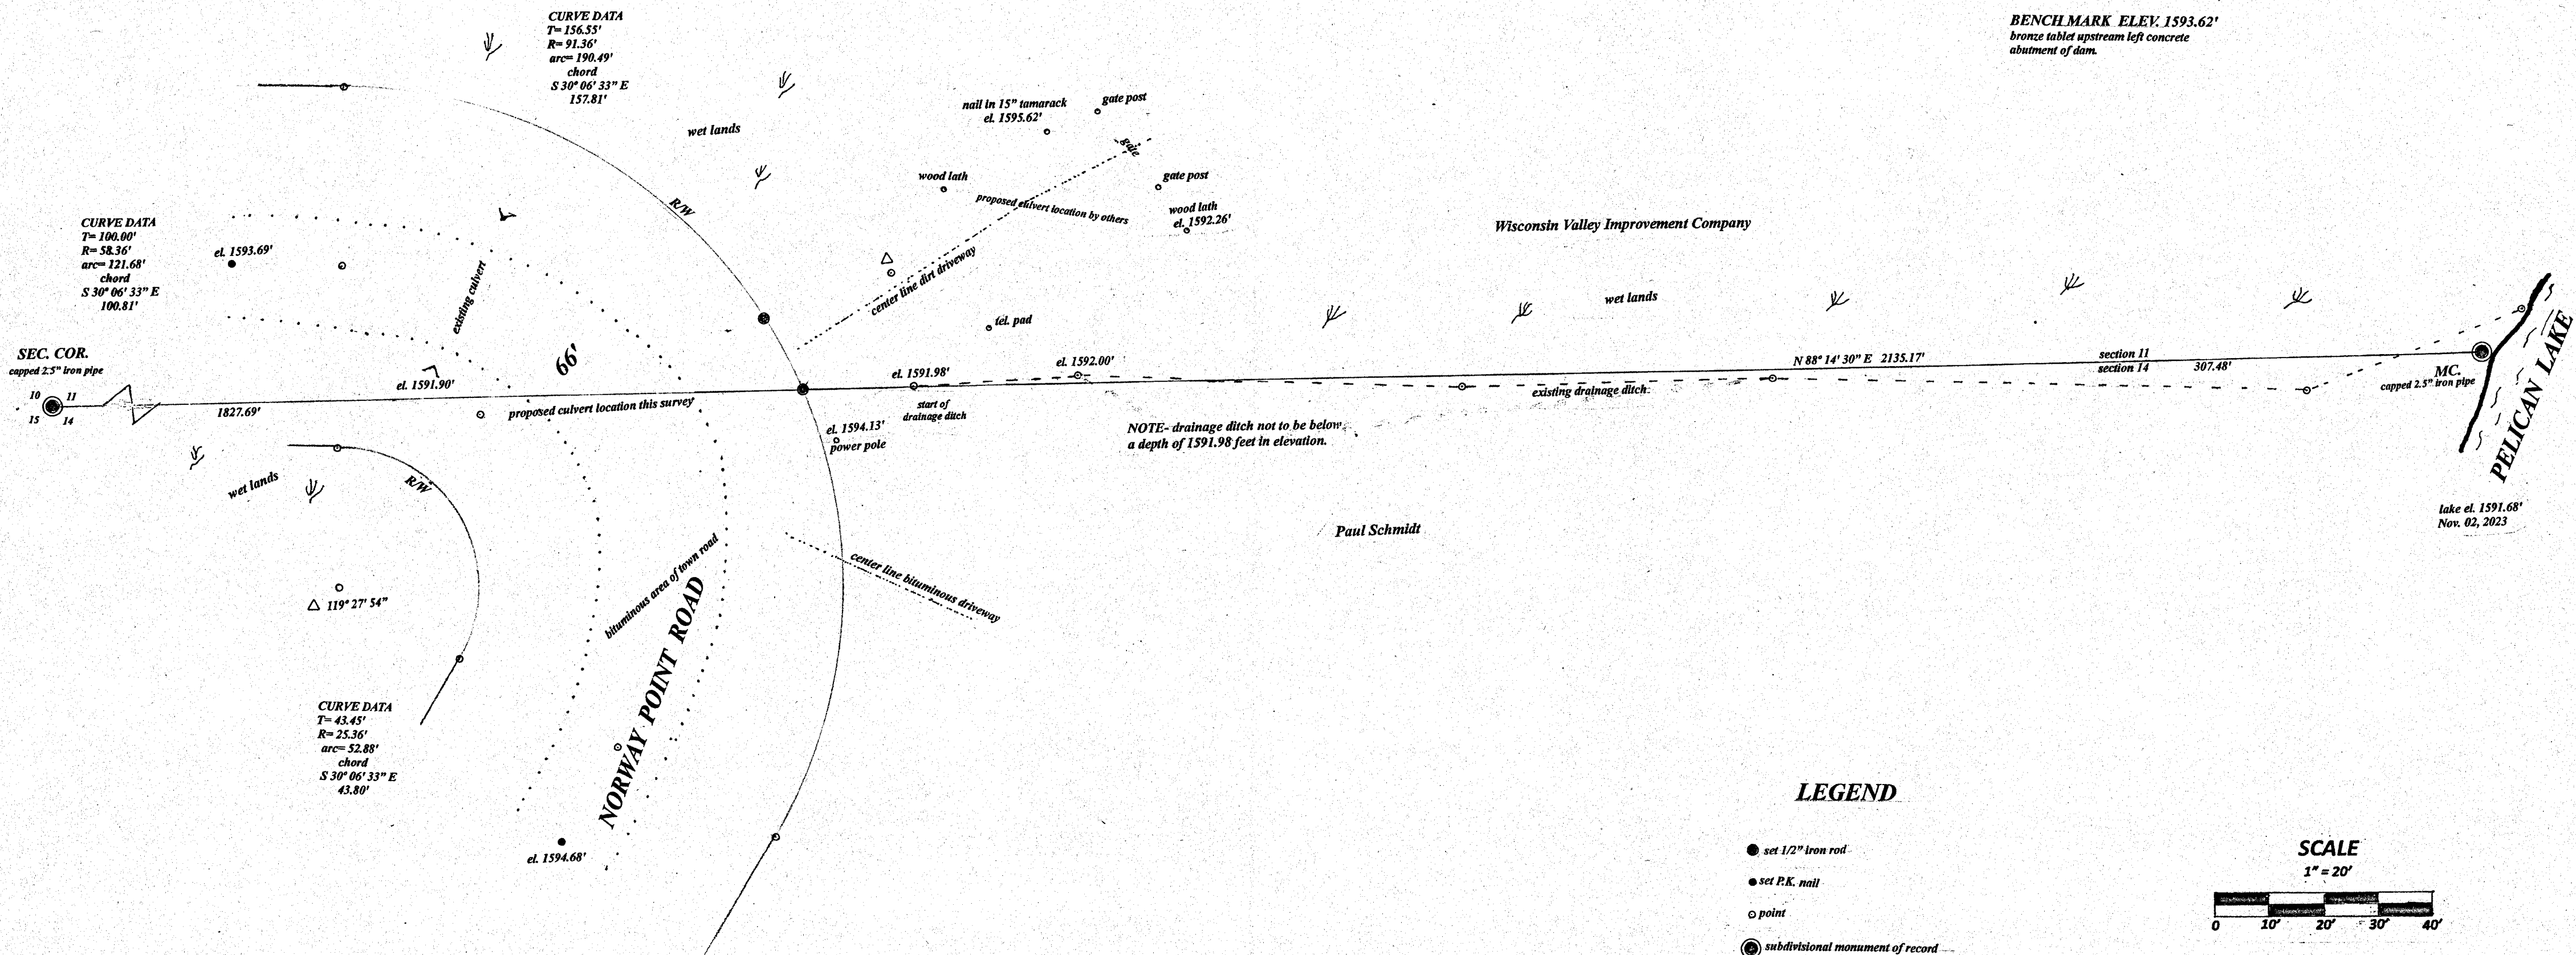 CURVE DATA
T= 156.55'
R= 91.36'
arc= 190.49'
chord
S 30° 06' 33" E
157.81'
BENCH MARK ELEV. 1593.62'
bronze tablet upstream left concrete
abutment of dam.
nail in 15" tamarack
el. 1595.62'
gate post
wet lands
gate
wood lath
gate post
proposed culvert location by others
wood lath
el. 1592.26'
R/W
CURVE DATA
T= 100.00'
R= 58.36'
arc= 121.68'
chord
S 30° 06' 33" E
100.81'
el. 1593.69'
existing culvert
center line dirt driveway
Wisconsin Valley Improvement Company
wet lands
tel. pad
66'
SEC. COR.
capped 2.5" iron pipe
10 11
15 14
1827.69'
el. 1591.90'
proposed culvert location this survey
el. 1591.98'
start of
drainage ditch
el. 1592.00'
N 88° 14' 30" E 2135.17'
section 11
section 14
307.48'
existing drainage ditch
MC.
capped 2.5" iron pipe
PELICAN LAKE
el. 1594.13'
power pole
NOTE- drainage ditch not to be below
a depth of 1591.98 feet in elevation.
wet lands
R/W
Paul Schmidt
lake el. 1591.68'
Nov. 02, 2023
bituminous area of town road
center line bituminous driveway
△ 119° 27' 54"
NORWAY POINT ROAD
CURVE DATA
T= 43.45'
R= 25.36'
arc= 52.88'
chord
S 30° 06' 33" E
43.80'
el. 1594.68'
LEGEND
set 1/2" iron rod
set P.K. nail
point
subdivisional monument of record
SCALE
1" = 20'
0 10' 20' 30' 40'